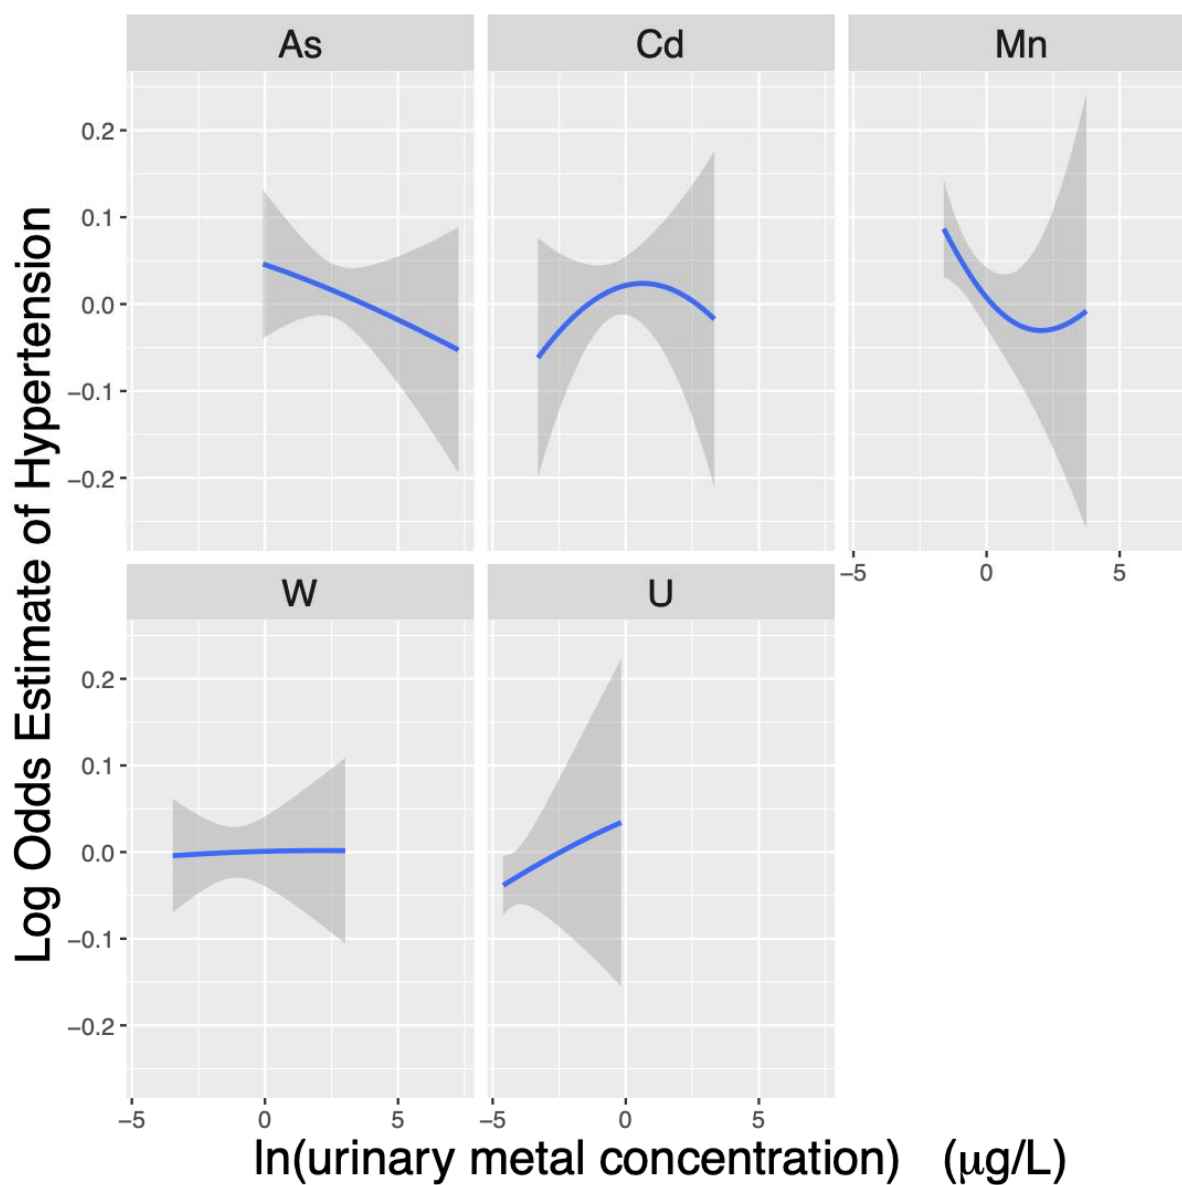 As Cd Mn
Log Odds Estimate of Hypertension
0.2
0.1
0.0
−0.1
−0.2
−5 0 5
W U
0.2
0.1
0.0
−0.1
−0.2
−5 0 5 −5 0 5
ln(urinary metal concentration) (μg/L)